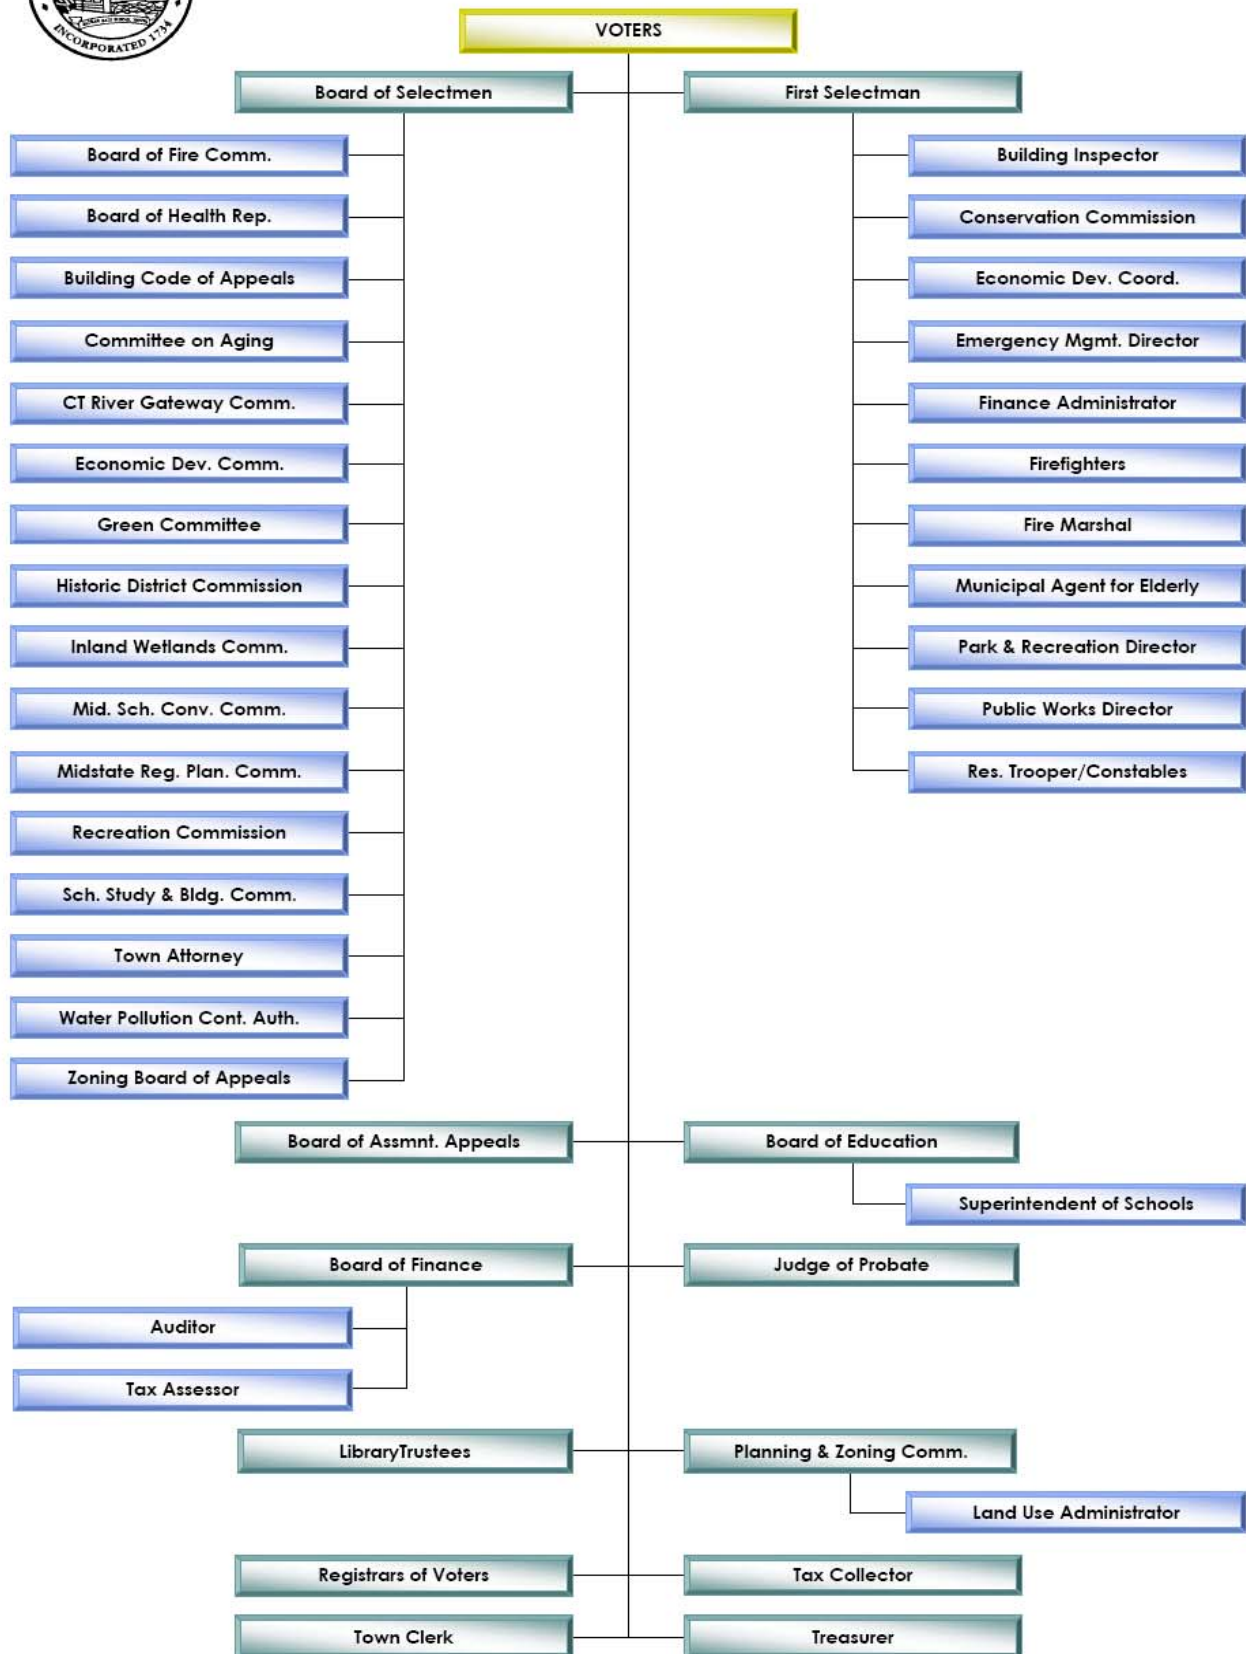 INCORPORATED 1734
VOTERS
Board of Selectmen
First Selectman
Board of Fire Comm.
Building Inspector
Board of Health Rep.
Conservation Commission
Building Code of Appeals
Economic Dev. Coord.
Committee on Aging
Emergency Mgmt. Director
CT River Gateway Comm.
Finance Administrator
Economic Dev. Comm.
Firefighters
Green Committee
Fire Marshal
Historic District Commission
Municipal Agent for Elderly
Inland Wetlands Comm.
Park & Recreation Director
Mid. Sch. Conv. Comm.
Public Works Director
Midstate Reg. Plan. Comm.
Res. Trooper/Constables
Recreation Commission
Sch. Study & Bldg. Comm.
Town Attorney
Water Pollution Cont. Auth.
Zoning Board of Appeals
Board of Assmnt. Appeals
Board of Education
Superintendent of Schools
Board of Finance
Judge of Probate
Auditor
Tax Assessor
LibraryTrustees
Planning & Zoning Comm.
Land Use Administrator
Registrars of Voters
Tax Collector
Town Clerk
Treasurer